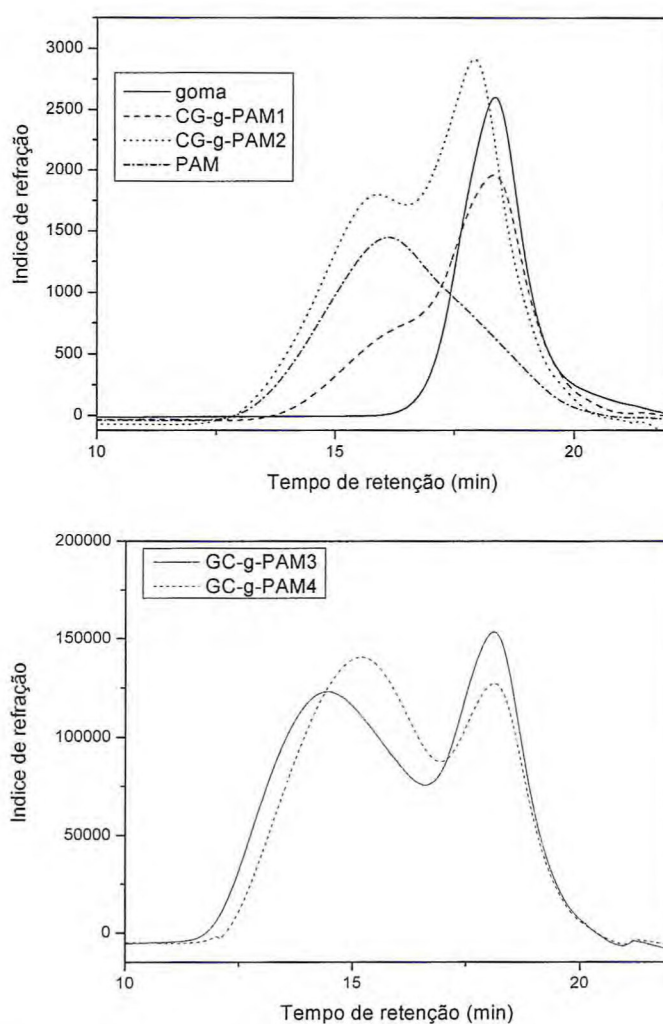 3000
2500
2000
1500
1000
500
0
Indice de refração
goma
CG-g-PAM1
CG-g-PAM2
PAM
10
15
20
Tempo de retenção (min)
200000
150000
100000
50000
0
Indice de refração
GC-g-PAM3
GC-g-PAM4
10
15
20
Tempo de retenção (min)